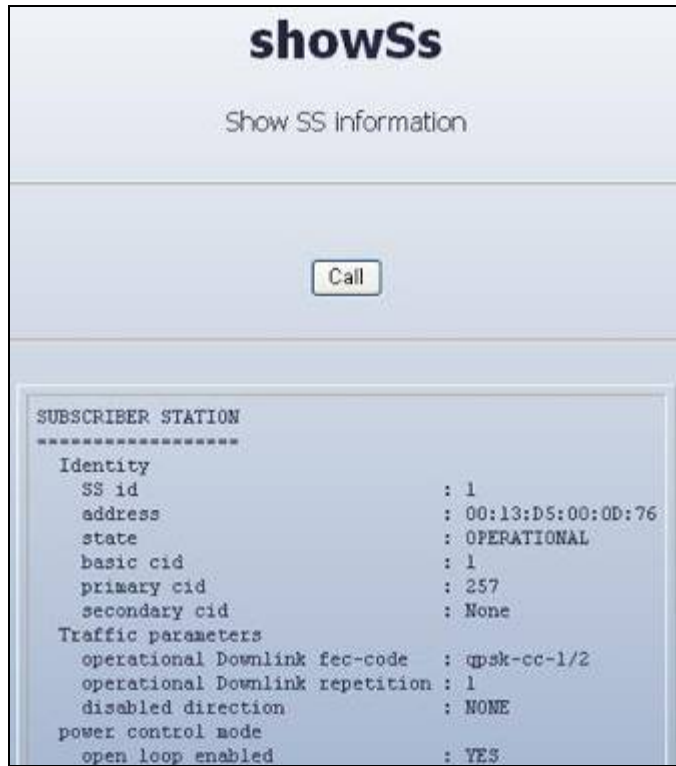 showSs
Show SS information
Call
SUBSCRIBER STATION
===================
Identity
SS id : 1
address : 00:13:D5:00:0D:76
state : OPERATIONAL
basic cid : 1
primary cid : 257
secondary cid : None
Traffic parameters
operational Downlink fec-code : qpsk-cc-1/2
operational Downlink repetition : 1
disabled direction : NONE
power control mode
open loop enabled : YES